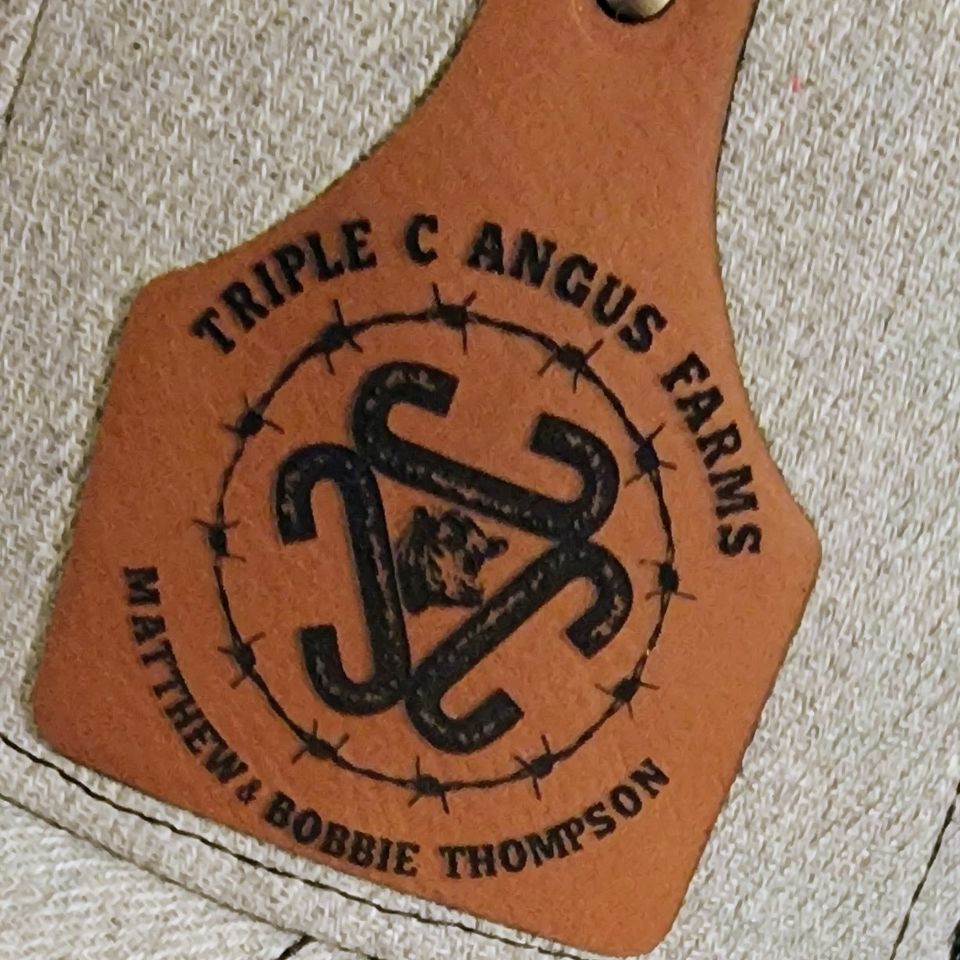 TRIPLE C ANGUS FARMS
MATTHEW & BOBBIE THOMPSON